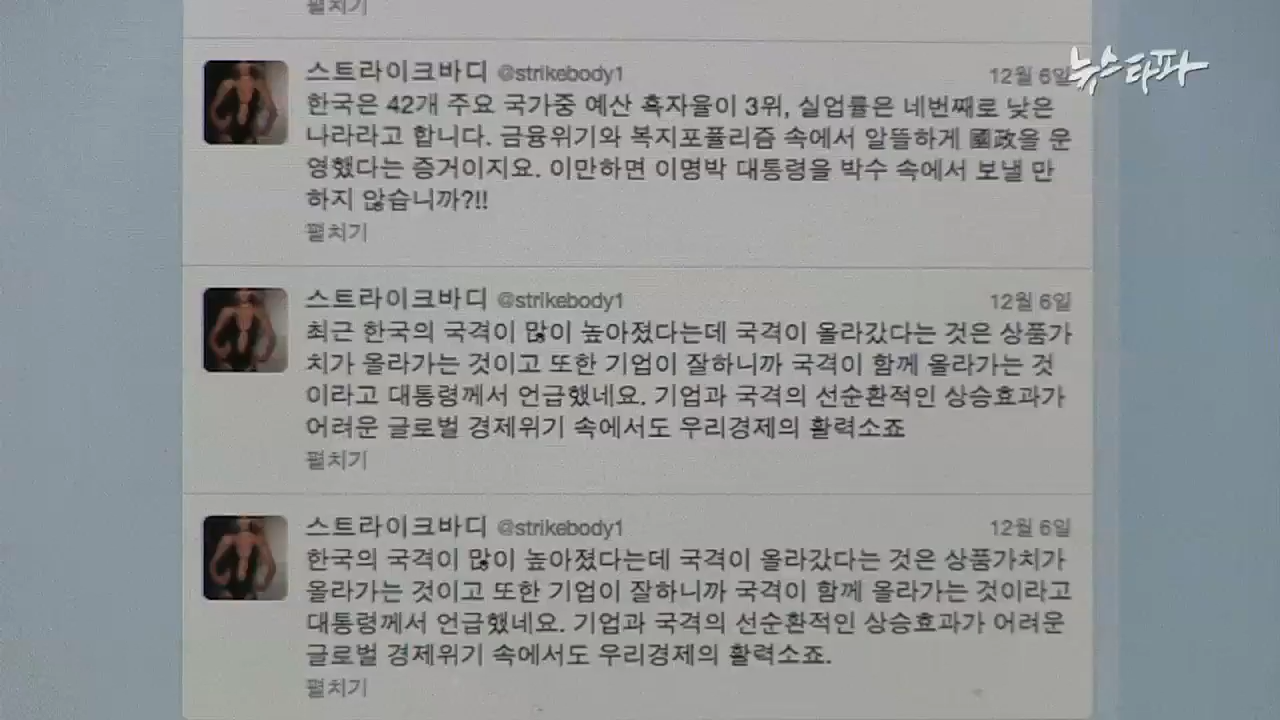 펼치기
뉴스타파
스트라이크바디 @strikebody1 12월 6일
한국은 42개 주요 국가중 예산 흑자율이 3위, 실업률은 네번째로 낮은
나라라고 합니다. 금융위기와 복지포퓰리즘 속에서 알뜰하게 國政을 운
영했다는 증거이지요. 이만하면 이명박 대통령을 박수 속에서 보낼 만
하지 않습니까?!!
펼치기
스트라이크바디 @strikebody1 12월 6일
최근 한국의 국격이 많이 높아졌다는데 국격이 올라갔다는 것은 상품가
치가 올라가는 것이고 또한 기업이 잘하니까 국격이 함께 올라가는 것
이라고 대통령께서 언급했네요. 기업과 국격의 선순환적인 상승효과가
어려운 글로벌 경제위기 속에서도 우리경제의 활력소죠
펼치기
스트라이크바디 @strikebody1 12월 6일
한국의 국격이 많이 높아졌다는데 국격이 올라갔다는 것은 상품가치가
올라가는 것이고 또한 기업이 잘하니까 국격이 함께 올라가는 것이라고
대통령께서 언급했네요. 기업과 국격의 선순환적인 상승효과가 어려운
글로벌 경제위기 속에서도 우리경제의 활력소죠.
펼치기